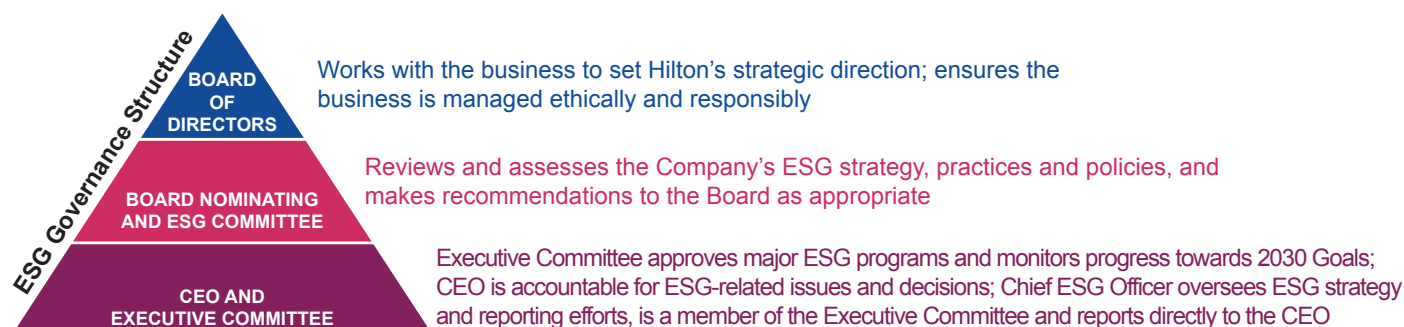 ESG Governance Structure
BOARD
OF
DIRECTORS
Works with the business to set Hilton's strategic direction; ensures the
business is managed ethically and responsibly
BOARD NOMINATING
AND ESG COMMITTEE
Reviews and assesses the Company's ESG strategy, practices and policies, and
makes recommendations to the Board as appropriate
CEO AND
EXECUTIVE COMMITTEE
Executive Committee approves major ESG programs and monitors progress towards 2030 Goals;
CEO is accountable for ESG-related issues and decisions; Chief ESG Officer oversees ESG strategy
and reporting efforts, is a member of the Executive Committee and reports directly to the CEO